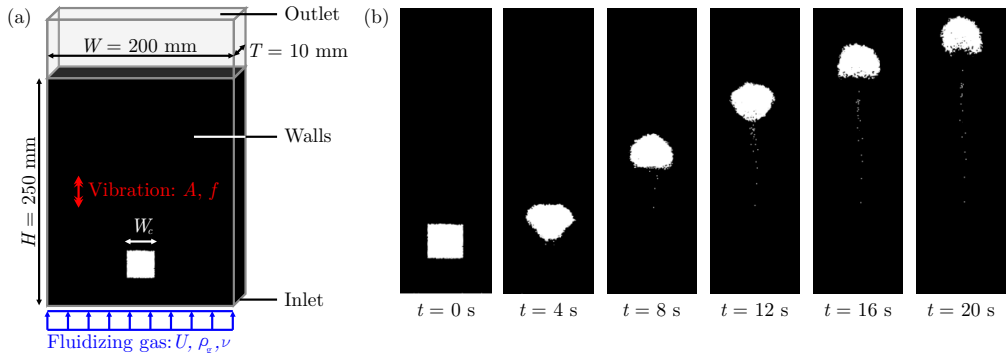 (a)
Outlet
W = 200 mm
T = 10 mm
Walls
H = 250 mm
Vibration: A, f
W_c
Inlet
Fluidizing gas: U, ρ_g, ν
(b)
t = 0 s
t = 4 s
t = 8 s
t = 12 s
t = 16 s
t = 20 s